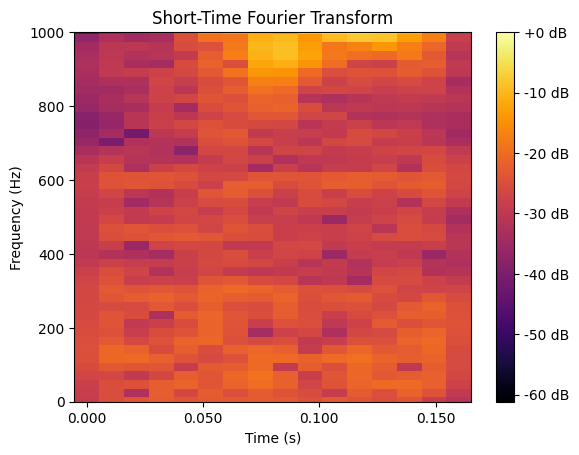 Short-Time Fourier Transform
1000
800
600
400
200
0
Frequency (Hz)
0.000
0.050
0.100
0.150
Time (s)
+0 dB
-10 dB
-20 dB
-30 dB
-40 dB
-50 dB
-60 dB